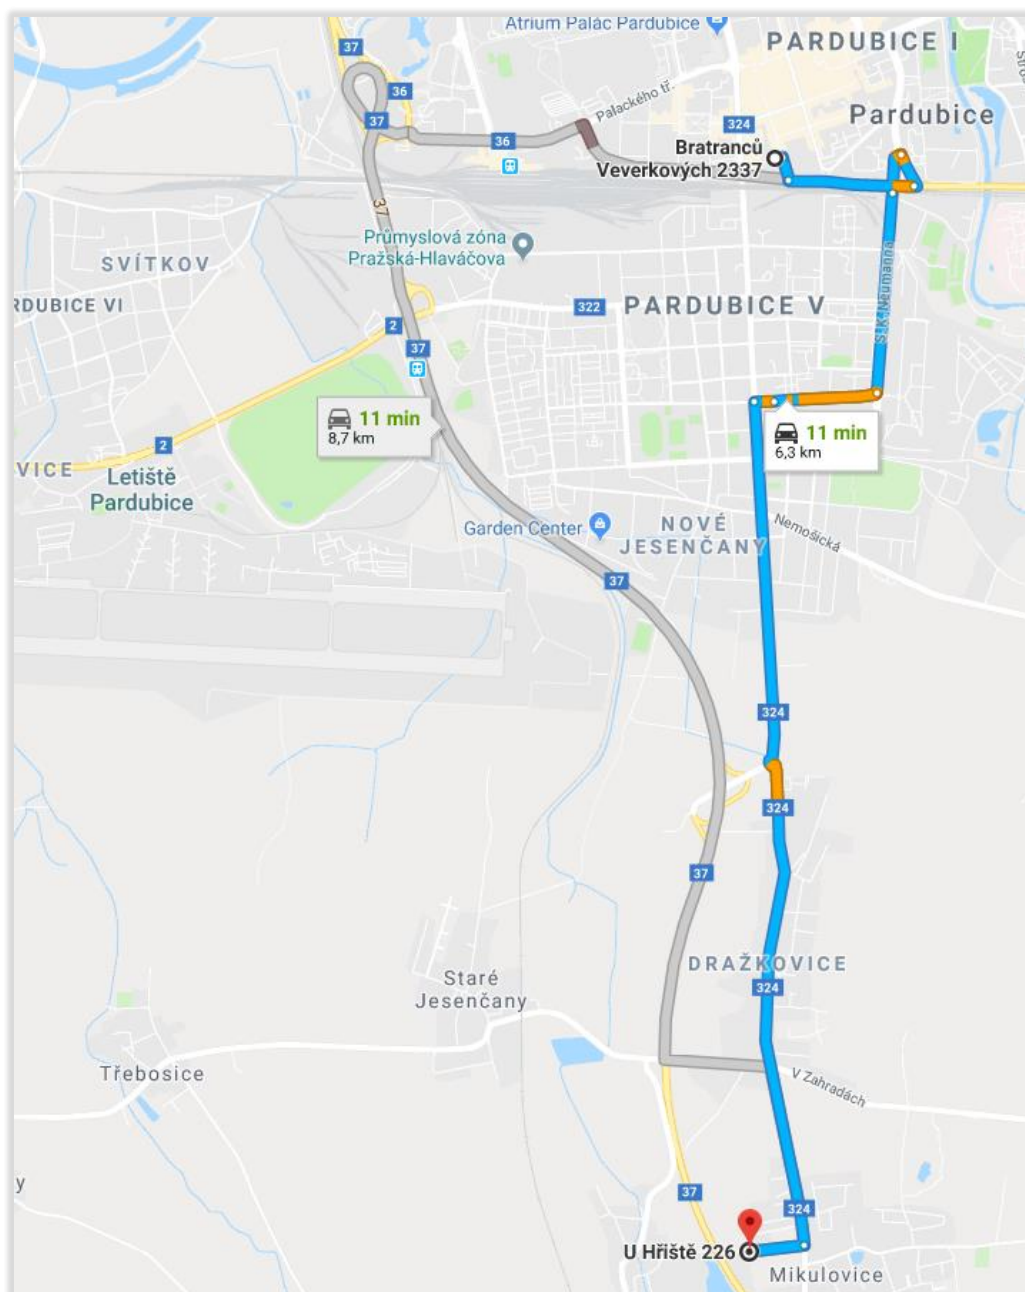 Atrium Palác Pardubice
PARDUBICE I
37
36
Palackého tř.
37
36
324
Pardubice
Bratranců
Veverkových 2337
37
Průmyslová zóna
Pražská-Hlaváčova
SVÍTKOV
S. K. Neumanna
RDUBICE VI
322
PARDUBICE V
2
37
11 min
8,7 km
11 min
6,3 km
2
VICE
Letiště
Pardubice
Garden Center
NOVÉ
JESENČANY
Nemošická
37
324
324
37
DRAŽKOVICE
324
Staré
Jesenčany
Třebosice
V Zahradách
y
37
324
U Hřiště 226
Mikulovice